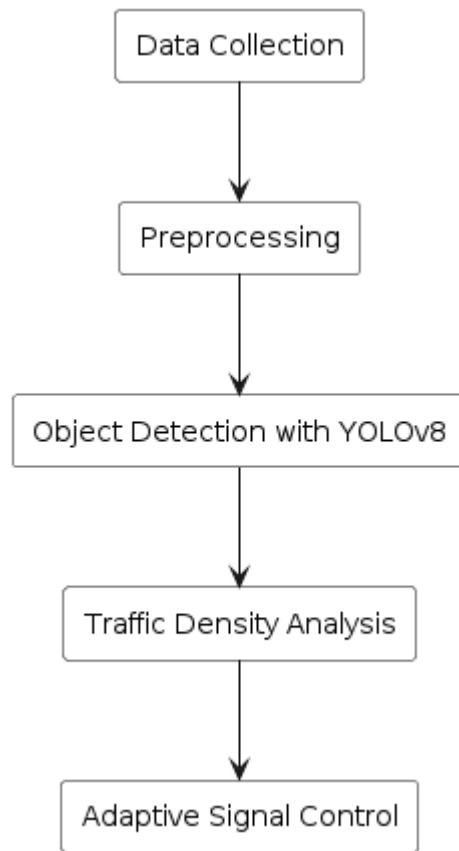 Data Collection
Preprocessing
Object Detection with YOLOv8
Traffic Density Analysis
Adaptive Signal Control